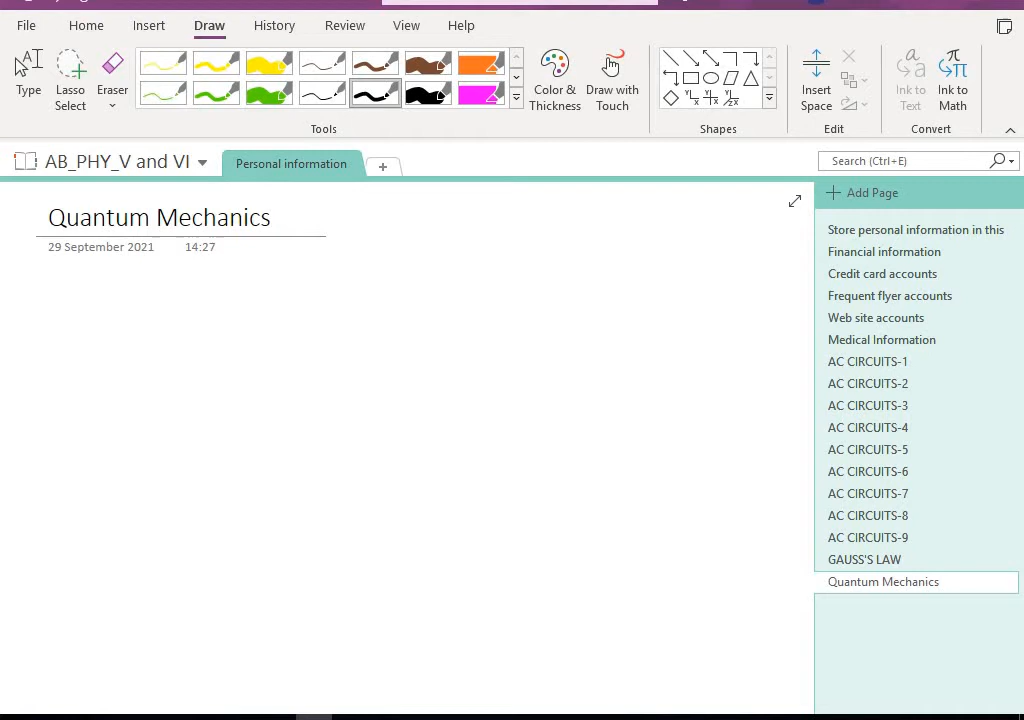 File Home Insert Draw History Review View Help
Type
Lasso Select
Eraser
Color & Thickness
Draw with Touch
Insert Space
Ink to Text
Ink to Math
Tools Shapes Edit Convert
AB_PHY_V and VI Personal information Search (Ctrl+E)
Add Page
Quantum Mechanics
29 September 2021 14:27
Store personal information in this
Financial information
Credit card accounts
Frequent flyer accounts
Web site accounts
Medical Information
AC CIRCUITS-1
AC CIRCUITS-2
AC CIRCUITS-3
AC CIRCUITS-4
AC CIRCUITS-5
AC CIRCUITS-6
AC CIRCUITS-7
AC CIRCUITS-8
AC CIRCUITS-9
GAUSS'S LAW
Quantum Mechanics